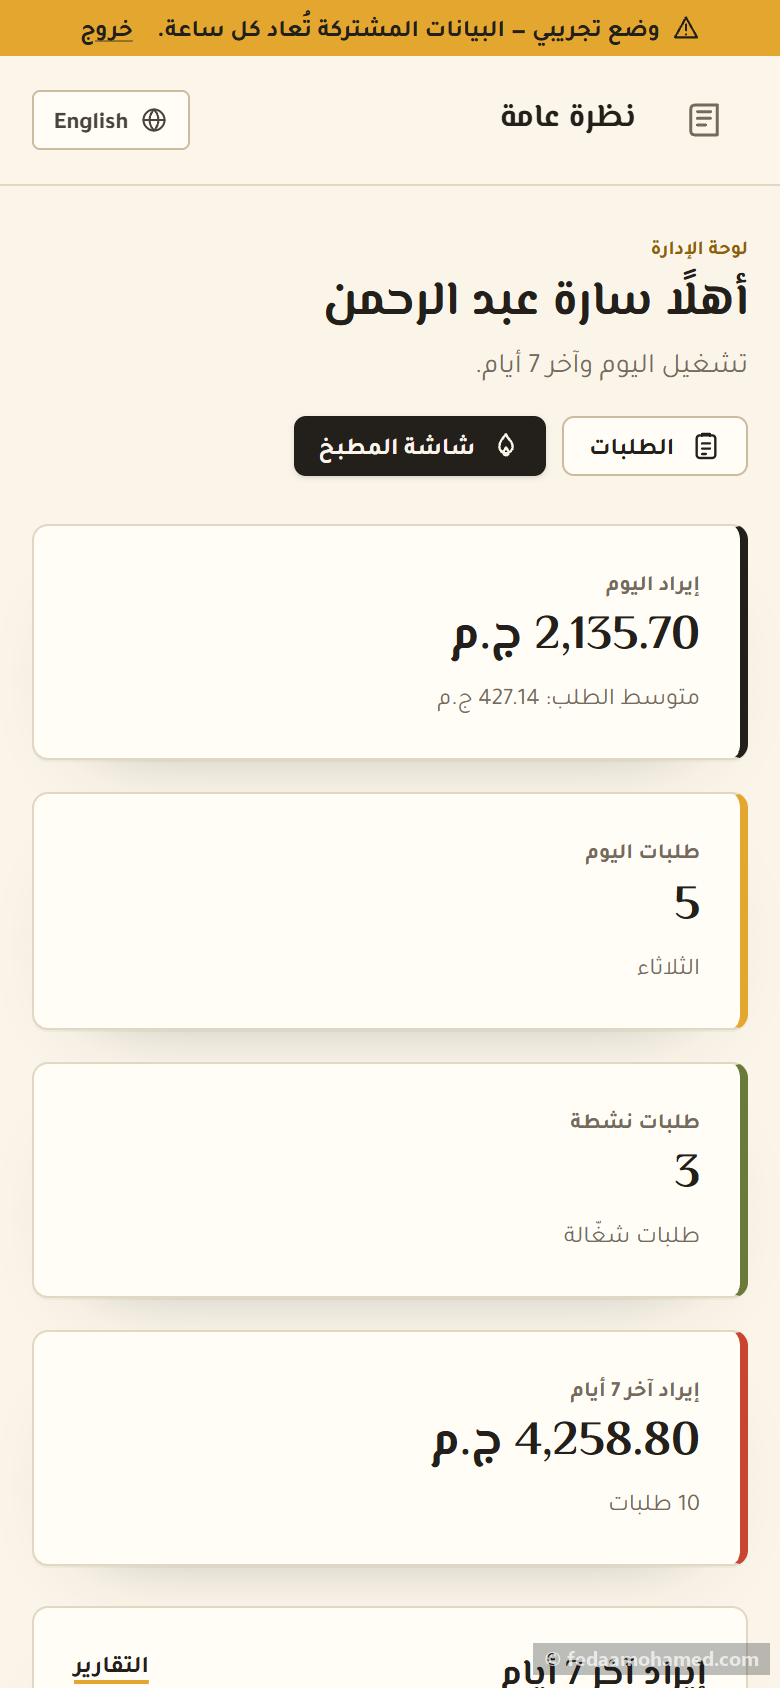 وضع تجريبي — البيانات المشتركة تُعاد كل ساعة. خروج
نظرة عامة
English
لوحة الإدارة
أهلًا سارة عبد الرحمن
تشغيل اليوم وآخر 7 أيام.
الطلبات
شاشة المطبخ
إيراد اليوم
2,135.70 ج.م
متوسط الطلب: 427.14 ج.م
طلبات اليوم
5
الثلاثاء
طلبات نشطة
3
طلبات شغّالة
إيراد آخر 7 أيام
4,258.80 ج.م
10 طلبات
إيراد آخر 7 أيام
التقارير
© fedaamohamed.com